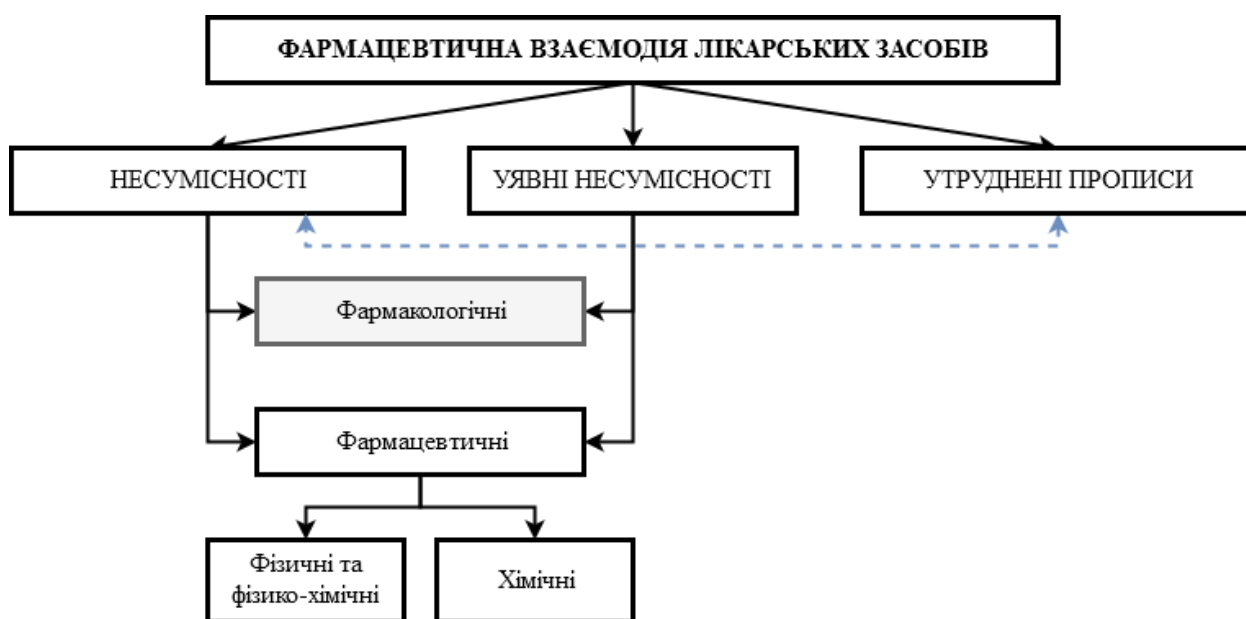 ФАРМАЦЕВТИЧНА ВЗАЄМОДІЯ ЛІКАРСЬКИХ ЗАСОБІВ
НЕСУМІСНОСТІ
УЯВНІ НЕСУМІСНОСТІ
УТРУДНЕНІ ПРОПИСИ
Фармакологічні
Фармацевтичні
Фізичні та
фізико-хімічні
Хімічні